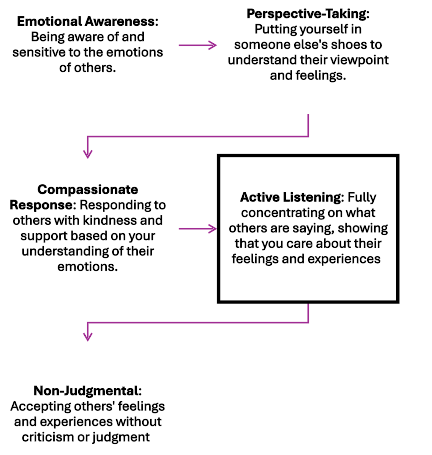 Emotional Awareness:
Being aware of and
sensitive to the emotions
of others.
Perspective-Taking:
Putting yourself in
someone else's shoes to
understand their viewpoint
and feelings.
Compassionate
Response: Responding to
others with kindness and
support based on your
understanding of their
emotions.
Active Listening: Fully
concentrating on what
others are saying, showing
that you care about their
feelings and experiences
Non-Judgmental:
Accepting others' feelings
and experiences without
criticism or judgment